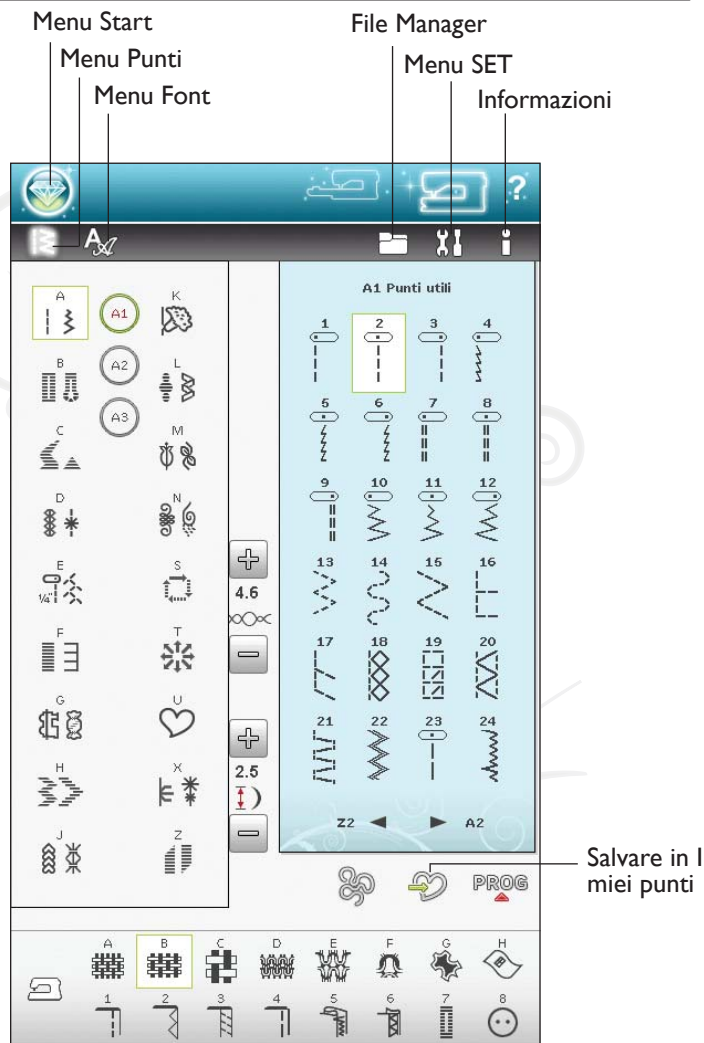 Menu Start
File Manager
Menu Punti
Menu SET
Menu Font
Informazioni
?
A1 Punti utili
A
A1
K
B
A2
L
C
A3
M
D
N
E
1/4"
S
F
T
G
U
H
X
J
Z
4.6
2.5
1 2 3 4
5 6 7 8
9 10 11 12
13 14 15 16
17 18 19 20
21 22 23 24
Z2 A2
PROG
Salvare in I
miei punti
A B C D E F G H
1 2 3 4 5 6 7 8